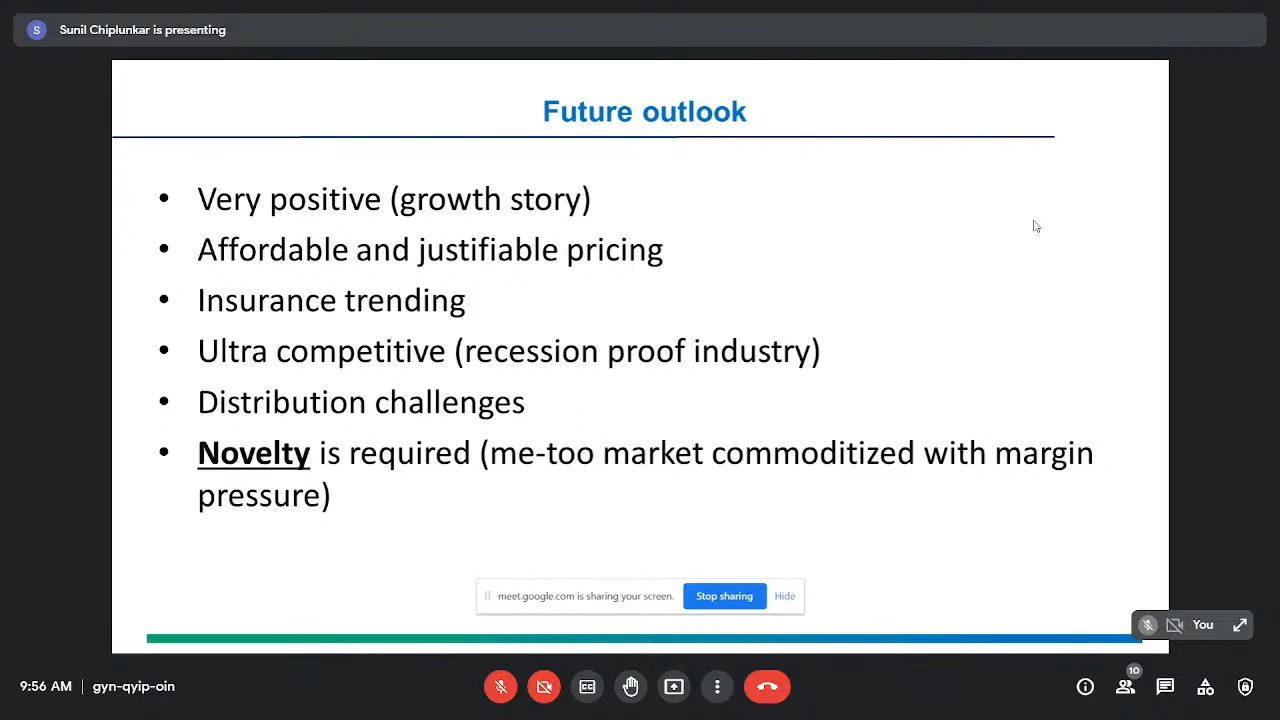 S Sunil Chiplunkar is presenting
Future outlook
• Very positive (growth story)
• Affordable and justifiable pricing
• Insurance trending
• Ultra competitive (recession proof industry)
• Distribution challenges
• Novelty is required (me-too market commoditized with margin
pressure)
meet.google.com is sharing your screen. Stop sharing Hide
You
9:56 AM | gyn-qyip-oin
10